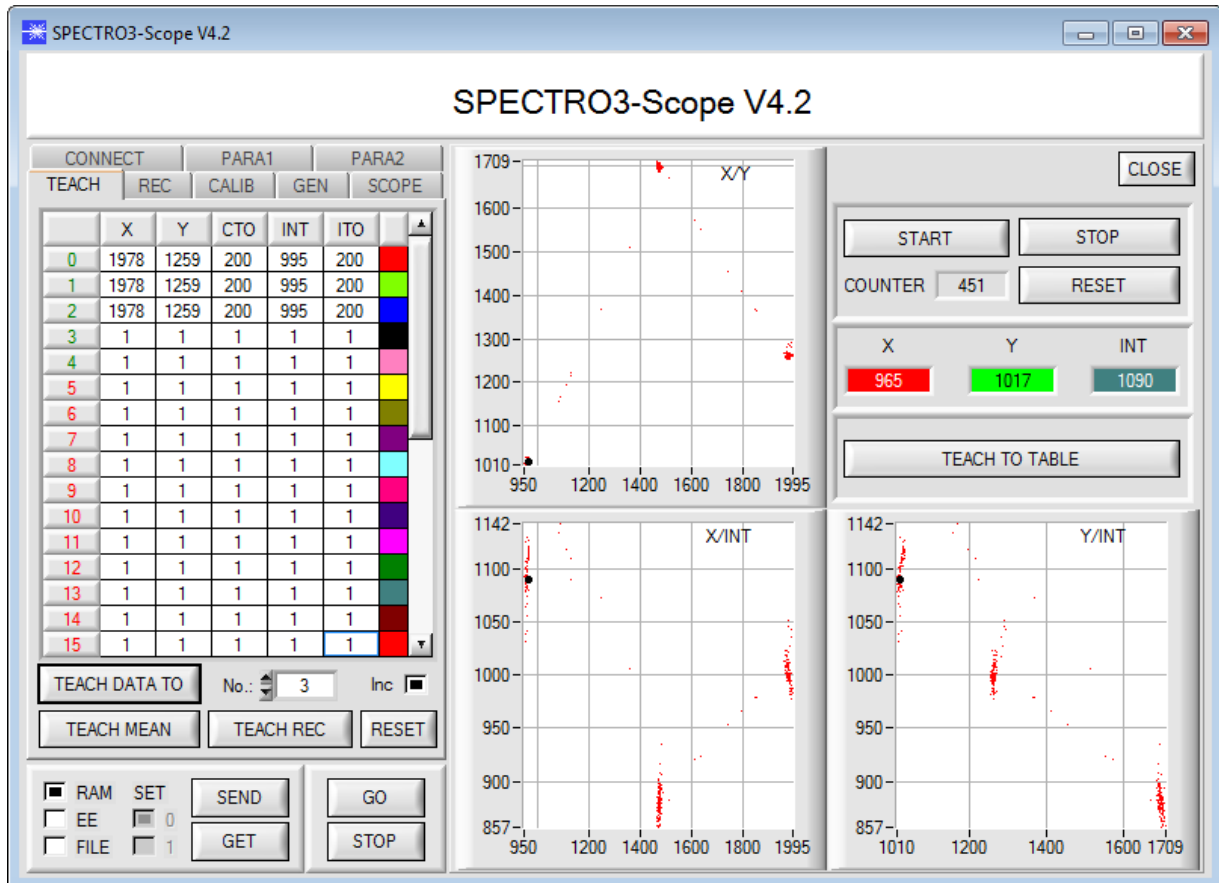 SPECTRO3-Scope V4.2
SPECTRO3-Scope V4.2
CONNECT PARA1 PARA2
TEACH REC CALIB GEN SCOPE
X Y CTO INT ITO
0 1978 1259 200 995 200
1 1978 1259 200 995 200
2 1978 1259 200 995 200
3 1 1 1 1 1
4 1 1 1 1 1
5 1 1 1 1 1
6 1 1 1 1 1
7 1 1 1 1 1
8 1 1 1 1 1
9 1 1 1 1 1
10 1 1 1 1 1
11 1 1 1 1 1
12 1 1 1 1 1
13 1 1 1 1 1
14 1 1 1 1 1
15 1 1 1 1 1
TEACH DATA TO No.: 3 Inc
TEACH MEAN TEACH REC RESET
RAM SET SEND
EE 0
FILE 1 GET
GO
STOP
X/Y
1709
1600
1500
1400
1300
1200
1100
1010
950 1200 1400 1600 1800 1995
CLOSE
START STOP
COUNTER 451 RESET
X Y INT
965 1017 1090
TEACH TO TABLE
X/INT
1142
1100
1050
1000
950
900
857
950 1200 1400 1600 1800 1995
Y/INT
1142
1100
1050
1000
950
900
857
1010 1200 1400 1600 1709